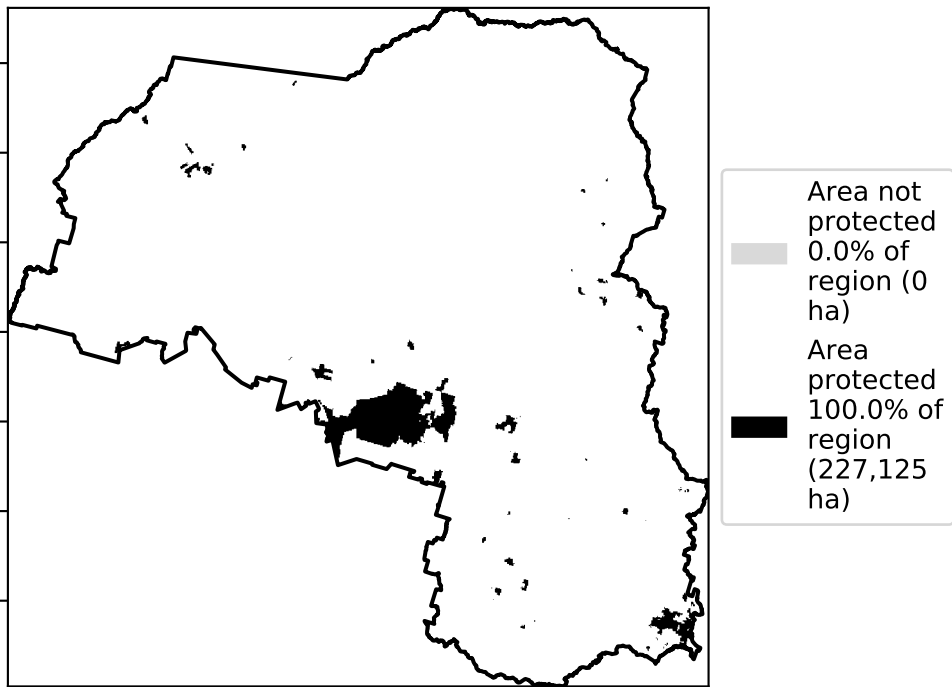 Area not
protected
0.0% of
region (0
ha)
Area
protected
100.0% of
region
(227,125
ha)